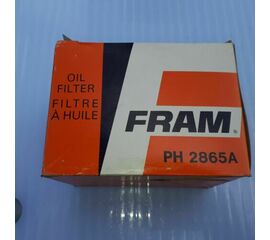 OIL
FILTER
FILTRE
À HUILE
FRAM®
PH 2865A